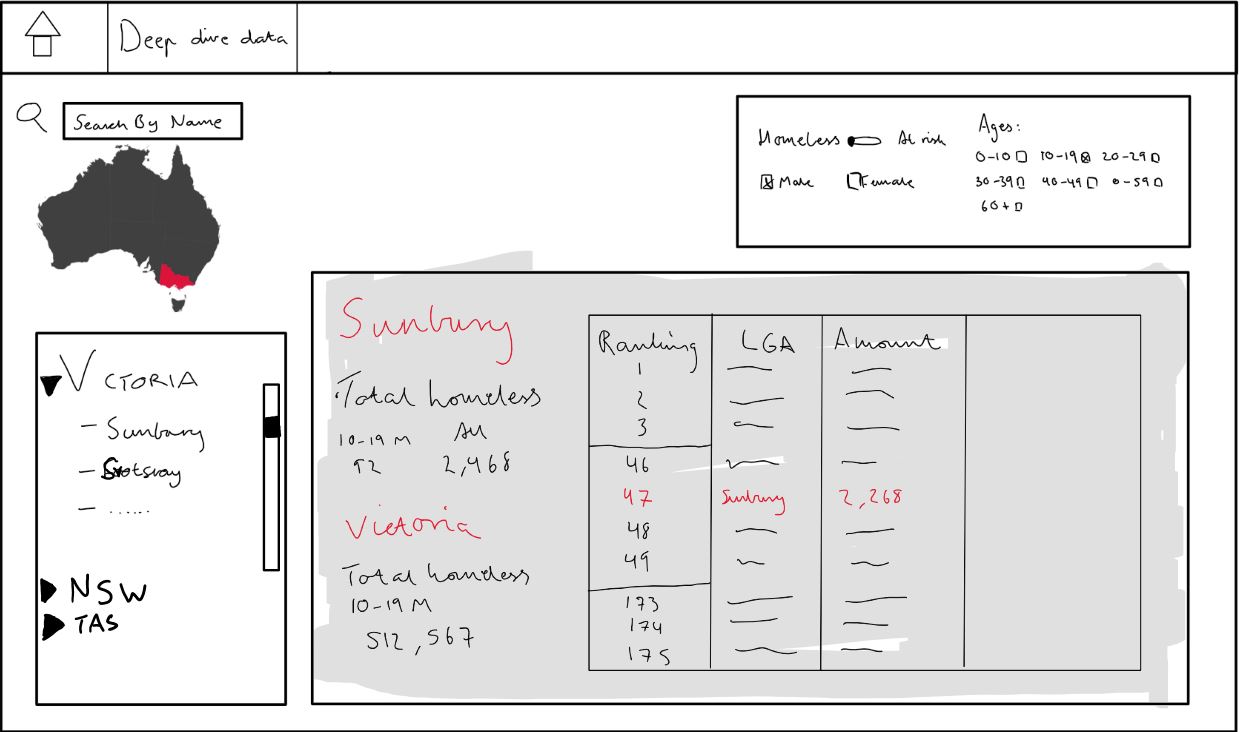 Deep dive data
Search By Name
Homeless At risk
Male Female
Ages:
0-10 10-19 20-29
30-39 40-49 0-59
60+
VCTORIA
- Sunbury
-
- ......
NSW
TAS
Sunbury
Total homeless
10-19 M All
92 2,468
Victoria
Total homeless
10-19 M
512,567
Ranking LGA Amount
1
2
3
46
47 Sunbury 2,268
48
49
173
174
175